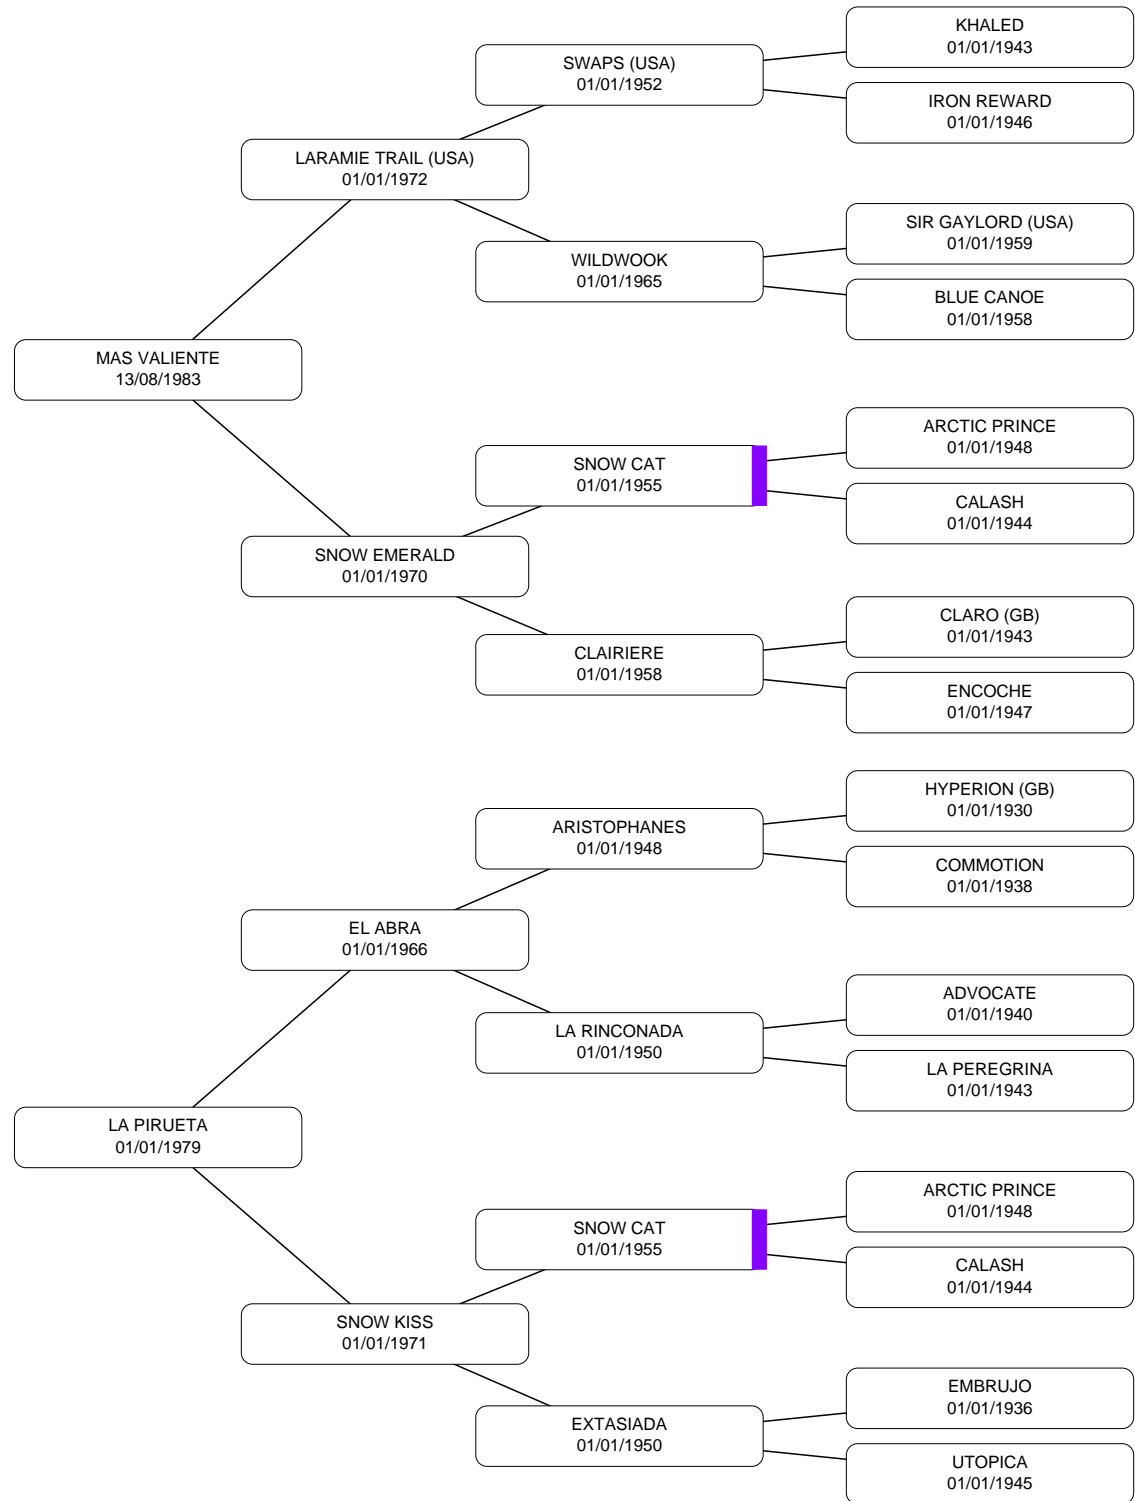 KHALED
01/01/1943
SWAPS (USA)
01/01/1952
IRON REWARD
01/01/1946
LARAMIE TRAIL (USA)
01/01/1972
SIR GAYLORD (USA)
01/01/1959
WILDWOOK
01/01/1965
BLUE CANOE
01/01/1958
MAS VALIENTE
13/08/1983
ARCTIC PRINCE
01/01/1948
SNOW CAT
01/01/1955
CALASH
01/01/1944
SNOW EMERALD
01/01/1970
CLARO (GB)
01/01/1943
CLAIRIERE
01/01/1958
ENCOCHE
01/01/1947
HYPERION (GB)
01/01/1930
ARISTOPHANES
01/01/1948
COMMOTION
01/01/1938
EL ABRA
01/01/1966
ADVOCATE
01/01/1940
LA RINCONADA
01/01/1950
LA PEREGRINA
01/01/1943
LA PIRUETA
01/01/1979
ARCTIC PRINCE
01/01/1948
SNOW CAT
01/01/1955
CALASH
01/01/1944
SNOW KISS
01/01/1971
EMBRUJO
01/01/1936
EXTASIADA
01/01/1950
UTOPICA
01/01/1945